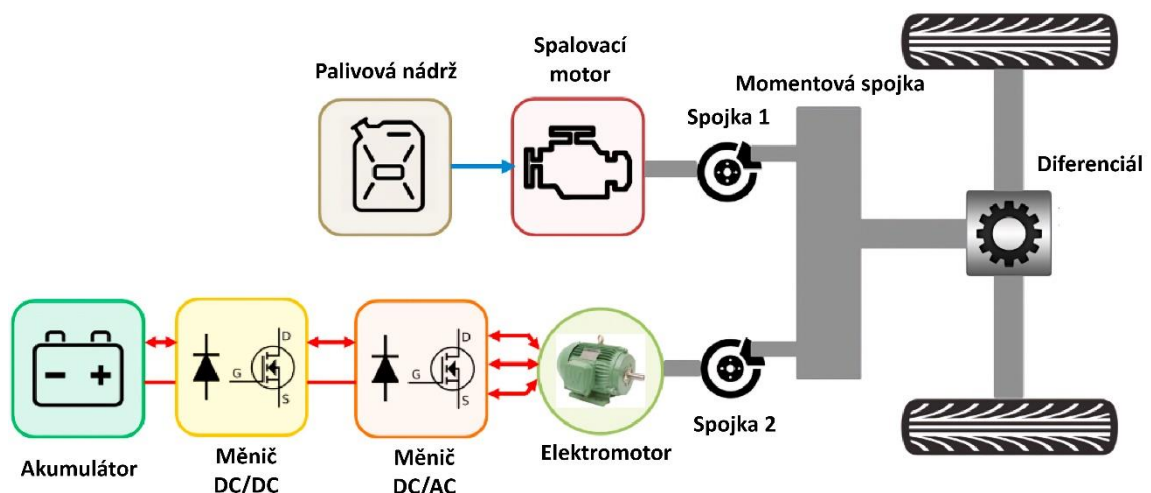 Palivová nádrž
Spalovací
motor
Spojka 1
Momentová spojka
Diferenciál
D
G
S
D
G
S
Akumulátor
Měnič
DC/DC
Měnič
DC/AC
Elektromotor
Spojka 2